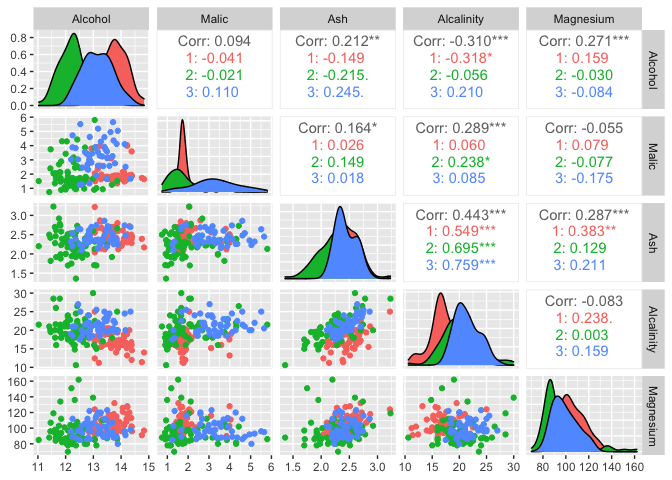 Alcohol Malic Ash Alcalinity Magnesium
0.8
0.6
0.4
0.2
0.0
Corr: 0.094
1: -0.041
2: -0.021
3: 0.110
Corr: 0.212**
1: -0.149
2: -0.215.
3: 0.245.
Corr: -0.310***
1: -0.318*
2: -0.056
3: 0.210
Corr: 0.271***
1: 0.159
2: -0.030
3: -0.084
Alcohol
6
5
4
3
2
1
Corr: 0.164*
1: 0.026
2: 0.149
3: 0.018
Corr: 0.289***
1: 0.060
2: 0.238*
3: 0.085
Corr: -0.055
1: 0.079
2: -0.077
3: -0.175
Malic
3.0
2.5
2.0
1.5
Corr: 0.443***
1: 0.549***
2: 0.695***
3: 0.759***
Corr: 0.287***
1: 0.383**
2: 0.129
3: 0.211
Ash
30
25
20
15
10
Corr: -0.083
1: 0.238.
2: 0.003
3: 0.159
Alcalinity
160
140
120
100
80
Magnesium
11 12 13 14 15
1 2 3 4 5 6
1.5 2.0 2.5 3.0
10 15 20 25 30
80 100 120 140 160